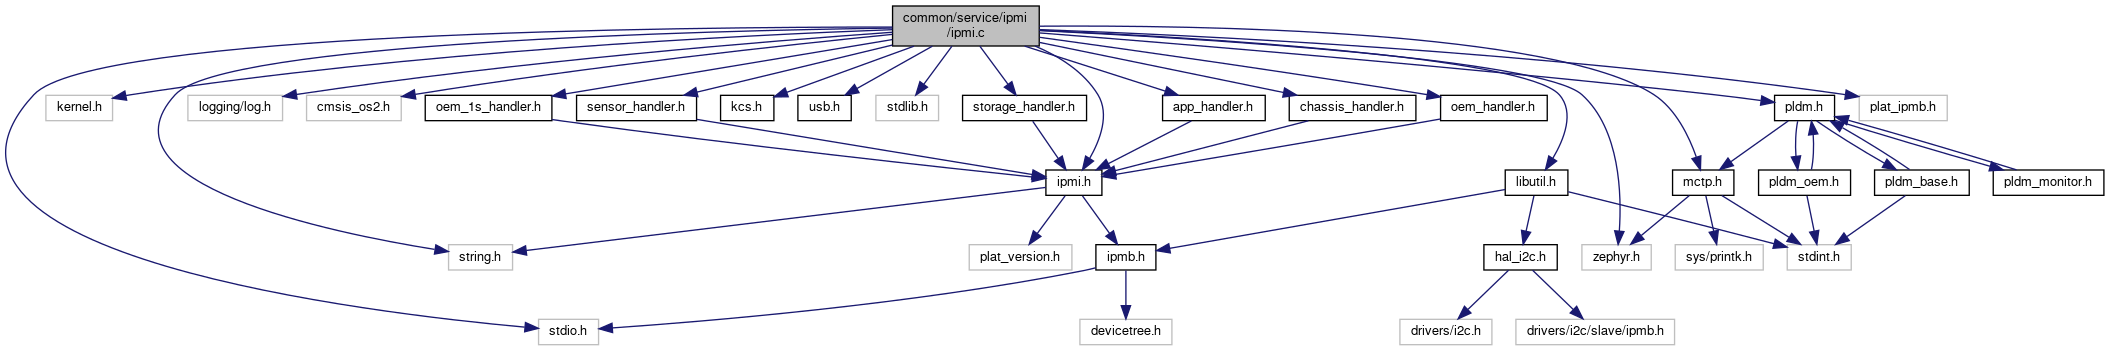 common/service/ipmi
/ipmi.c
kernel.h
logging/log.h
cmsis_os2.h
oem_1s_handler.h
sensor_handler.h
kcs.h
usb.h
stdlib.h
storage_handler.h
app_handler.h
chassis_handler.h
oem_handler.h
pldm.h
plat_ipmb.h
ipmi.h
libutil.h
mctp.h
pldm_oem.h
pldm_base.h
pldm_monitor.h
string.h
plat_version.h
ipmb.h
hal_i2c.h
zephyr.h
sys/printk.h
stdint.h
stdio.h
devicetree.h
drivers/i2c.h
drivers/i2c/slave/ipmb.h